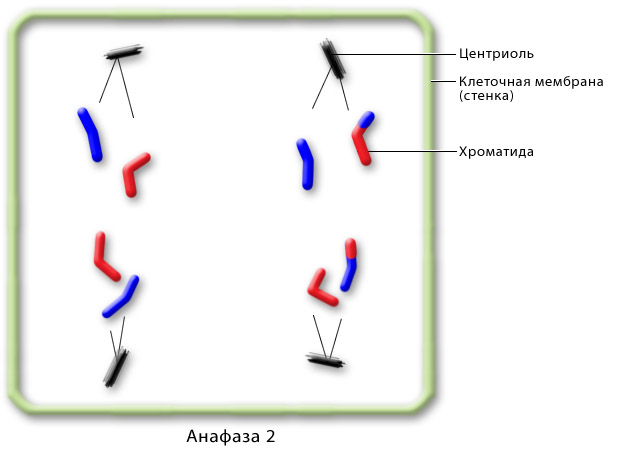 Центриоль
Клеточная мембрана
(стенка)
Хроматида
Анафаза 2